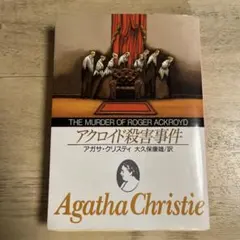 THE MURDER OF ROGER ACKROYD
アクロイド殺害事件
アガサ・クリスティ 大久保康雄/訳
Agatha Christie